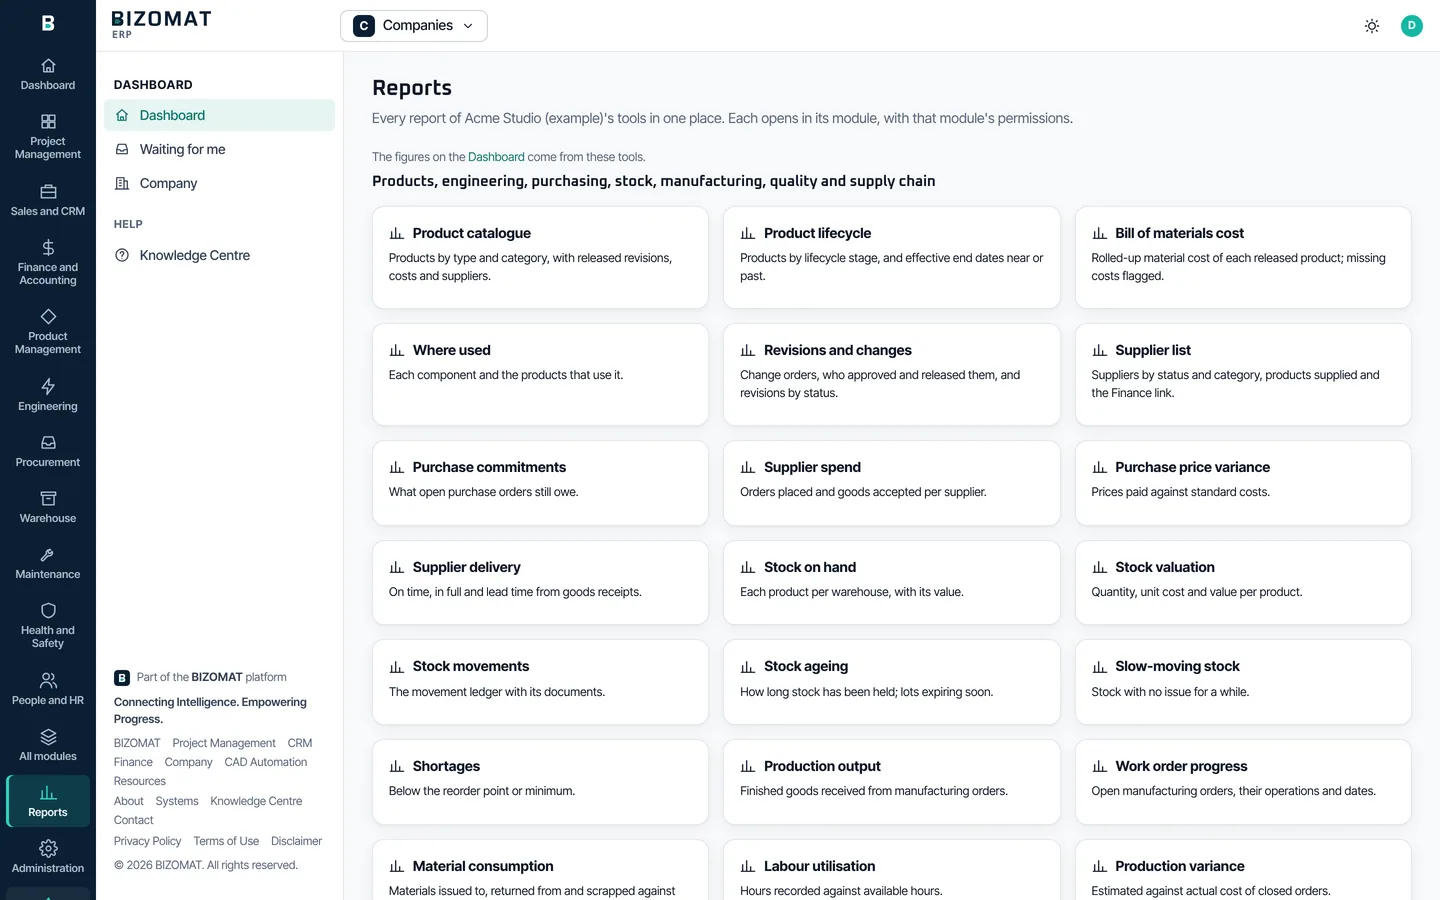 B
BIZOMAT
ERP
C Companies
D
Dashboard
Project
Management
Sales and CRM
Finance and
Accounting
Product
Management
Engineering
Procurement
Warehouse
Maintenance
Health and
Safety
People and HR
All modules
Reports
Administration
DASHBOARD
Dashboard
Waiting for me
Company
HELP
Knowledge Centre
B Part of the BIZOMAT platform
Connecting Intelligence. Empowering
Progress.
BIZOMAT Project Management CRM
Finance Company CAD Automation
Resources
About Systems Knowledge Centre
Contact
Privacy Policy Terms of Use Disclaimer
© 2026 BIZOMAT. All rights reserved.
Reports
Every report of Acme Studio (example)'s tools in one place. Each opens in its module, with that module's permissions.
The figures on the Dashboard come from these tools.
Products, engineering, purchasing, stock, manufacturing, quality and supply chain
Product catalogue
Products by type and category, with released revisions,
costs and suppliers.
Product lifecycle
Products by lifecycle stage, and effective end dates near or
past.
Bill of materials cost
Rolled-up material cost of each released product; missing
costs flagged.
Where used
Each component and the products that use it.
Revisions and changes
Change orders, who approved and released them, and
revisions by status.
Supplier list
Suppliers by status and category, products supplied and
the Finance link.
Purchase commitments
What open purchase orders still owe.
Supplier spend
Orders placed and goods accepted per supplier.
Purchase price variance
Prices paid against standard costs.
Supplier delivery
On time, in full and lead time from goods receipts.
Stock on hand
Each product per warehouse, with its value.
Stock valuation
Quantity, unit cost and value per product.
Stock movements
The movement ledger with its documents.
Stock ageing
How long stock has been held; lots expiring soon.
Slow-moving stock
Stock with no issue for a while.
Shortages
Below the reorder point or minimum.
Production output
Finished goods received from manufacturing orders.
Work order progress
Open manufacturing orders, their operations and dates.
Material consumption
Materials issued to, returned from and scrapped against
Labour utilisation
Hours recorded against available hours.
Production variance
Estimated against actual cost of closed orders.